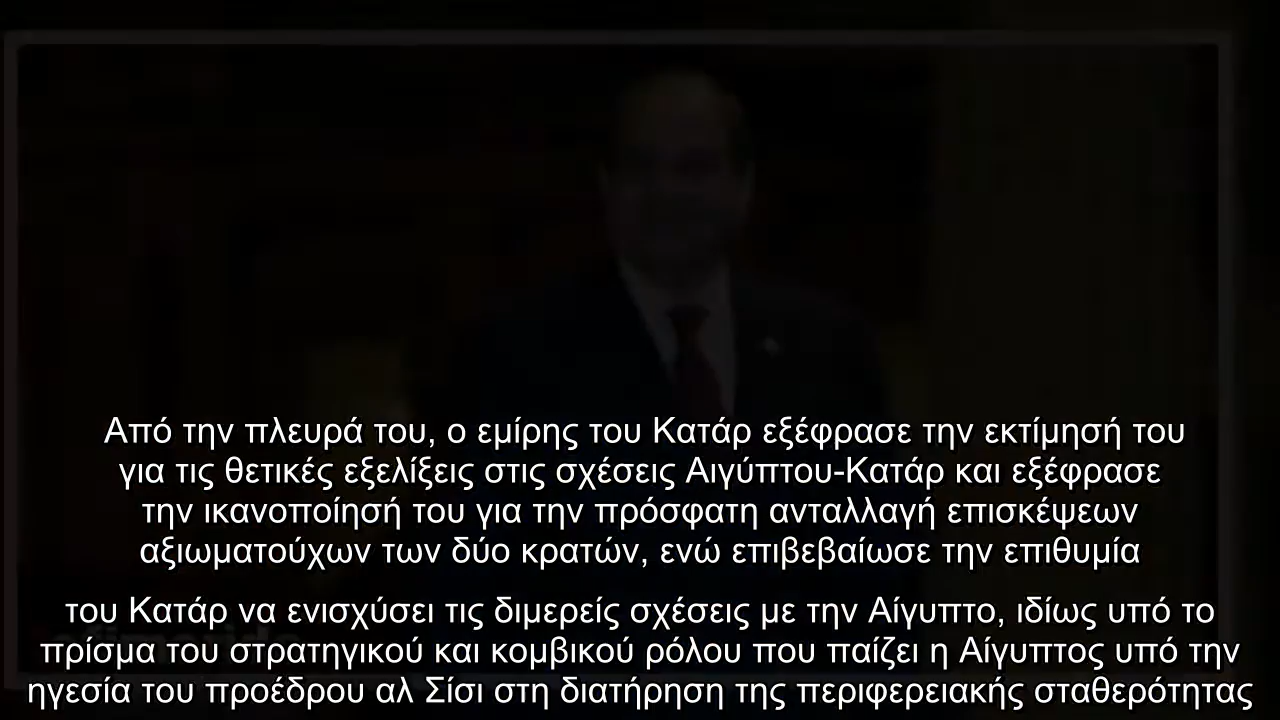 Από την πλευρά του, ο εμίρης του Κατάρ εξέφρασε την εκτίμησή του
για τις θετικές εξελίξεις στις σχέσεις Αιγύπτου-Κατάρ και εξέφρασε
την ικανοποίησή του για την πρόσφατη ανταλλαγή επισκέψεων
αξιωματούχων των δύο κρατών, ενώ επιβεβαίωσε την επιθυμία
του Κατάρ να ενισχύσει τις διμερείς σχέσεις με την Αίγυπτο, ιδίως υπό το
πρίσμα του στρατηγικού και κομβικού ρόλου που παίζει η Αίγυπτος υπό την
ηγεσία του προέδρου αλ Σίσι στη διατήρηση της περιφερειακής σταθερότητας